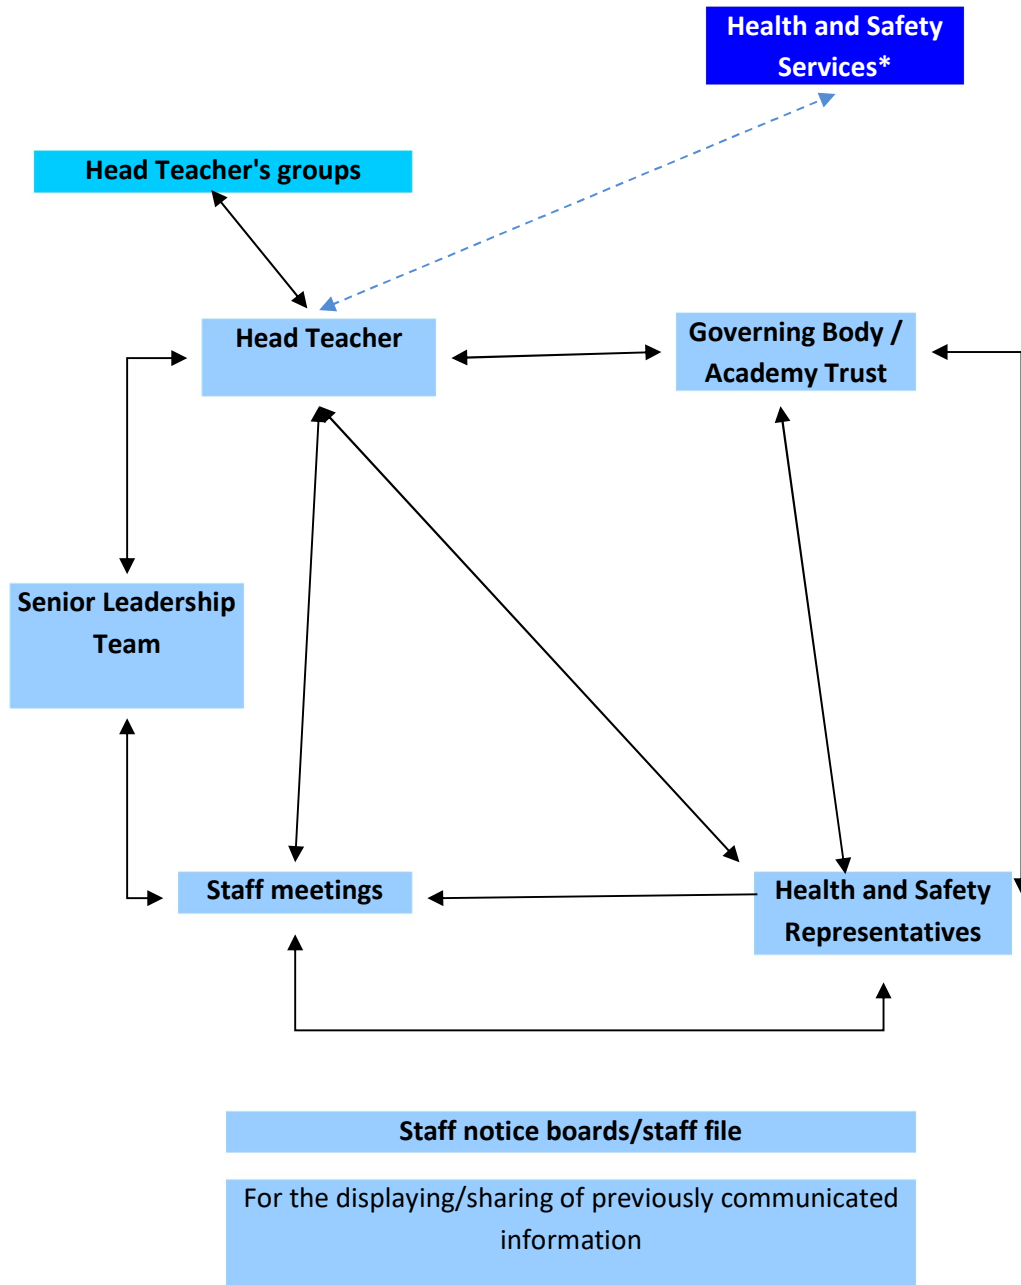 Health and Safety
Services*
Head Teacher's groups
Head Teacher
Governing Body /
Academy Trust
Senior Leadership
Team
Staff meetings
Health and Safety
Representatives
Staff notice boards/staff file
For the displaying/sharing of previously communicated
information